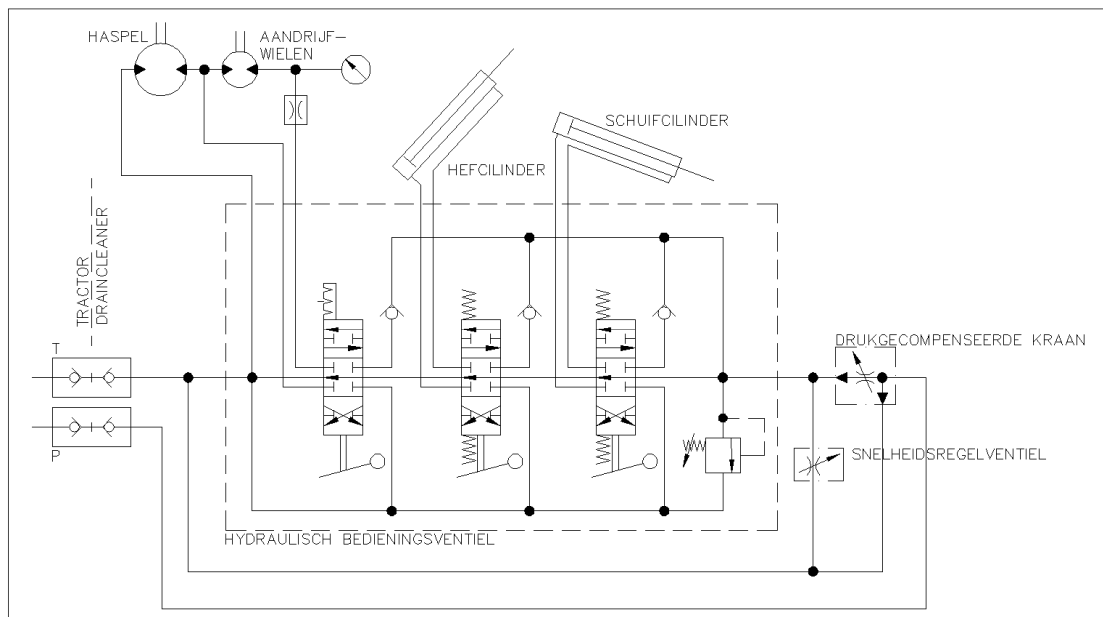 HASPEL
AANDRIJF-
WIELEN
SCHUIFCILINDER
HEFCILINDER
TRACTOR
DRAINCLEANER
T
P
DRUKGECOMPENSEERDE KRAAN
SNELHEIDSREGELVENTIEL
HYDRAULISCH BEDIENINGSVENTIEL